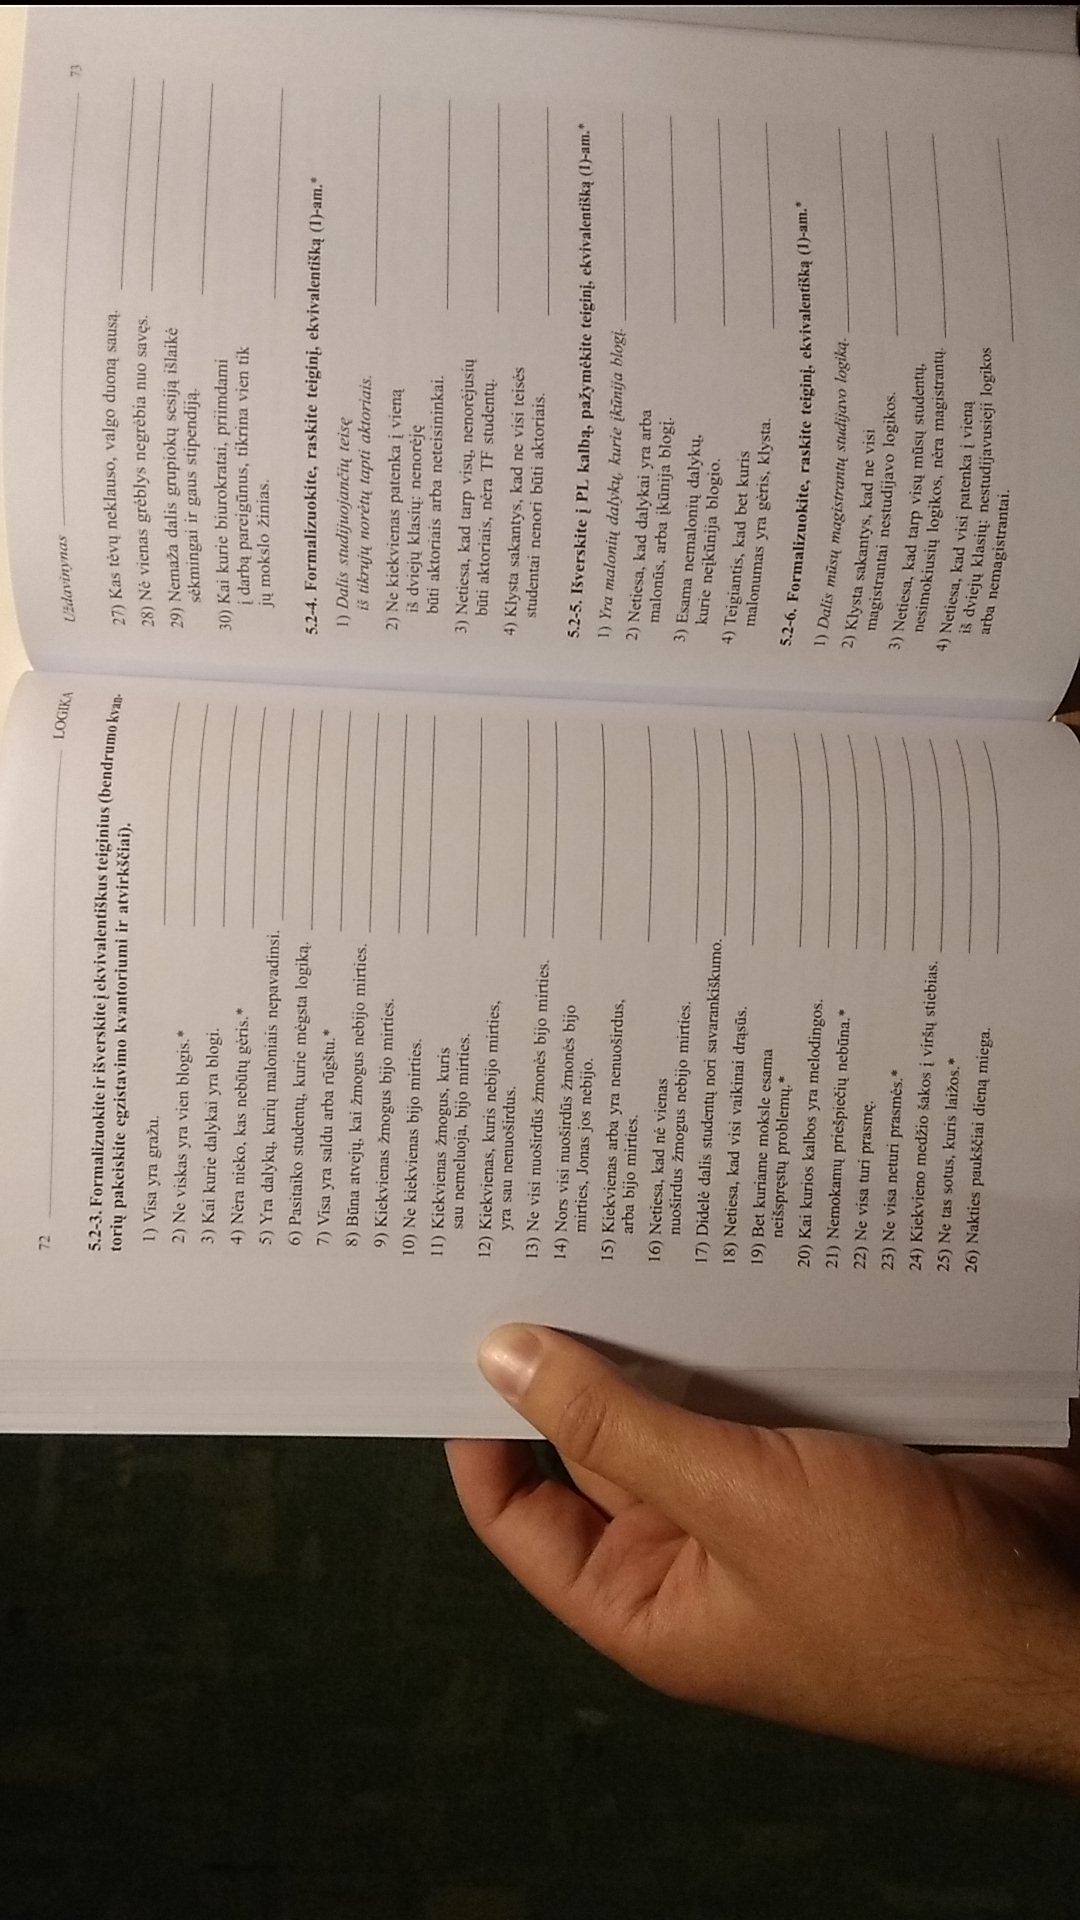 72 LOGIKA
5.2-3. Formalizuokite ir išverskite į ekvivalentiškus teiginius (bendrumo kvan-
torių pakeiskite egzistavimo kvantoriumi ir atvirkščiai).
1) Visa yra gražu.
2) Ne viskas yra vien blogis.*
3) Kai kurie dalykai yra blogi.
4) Nėra nieko, kas nebūtų gėris.*
5) Yra dalykų, kurių maloniais nepavadinsi.
6) Pasitaiko studentų, kurie mėgsta logiką.
7) Visa yra saldu arba rūgštu.*
8) Būna atvejų, kai žmogus nebijo mirties.
9) Kiekvienas žmogus bijo mirties.
10) Ne kiekvienas bijo mirties.
11) Kiekvienas žmogus, kuris
sau nemeluoja, bijo mirties.
12) Kiekvienas, kuris nebijo mirties,
yra sau nenuoširdus.
13) Ne visi nuoširdūs žmonės bijo mirties.
14) Nors visi nuoširdūs žmonės bijo
mirties, Jonas jos nebijo.
15) Kiekvienas arba yra nenuoširdus,
arba bijo mirties.
16) Netiesa, kad nė vienas
nuoširdus žmogus nebijo mirties.
17) Didelė dalis studentų nori savarankiškumo.
18) Netiesa, kad visi vaikinai drąsūs.
19) Bet kuriame moksle esama
neišspręstų problemų.*
20) Kai kurios kalbos yra melodingos.
21) Nemokamų priešpiečių nebūna.*
22) Ne visa turi prasmę.
23) Ne visa neturi prasmės.*
24) Kiekvieno medžio šakos į viršų stiebias.
25) Ne tas sotus, kuris laižos.*
26) Nakties paukščiai dieną miega.
Uždavinynas 73
27) Kas tėvų neklauso, valgo duoną sausą.
28) Nė vienas grėblys negrėbia nuo savęs.
29) Nemaža dalis grupiokų sesiją išlaikė
sėkmingai ir gaus stipendiją.
30) Kai kurie biurokratai, priimdami
į darbą pareigūnus, tikrina vien tik
jų mokslo žinias.
5.2-4. Formalizuokite, raskite teiginį, ekvivalentišką (1)-am.*
1) Dalis studijuojančių teisę
iš tikrųjų norėtų tapti aktoriais.
2) Ne kiekvienas patenka į vieną
iš dviejų klasių: nenorėję
būti aktoriais arba neteisininkai.
3) Netiesa, kad tarp visų, nenorėjusių
būti aktoriais, nėra TF studentų.
4) Klysta sakantys, kad ne visi teisės
studentai nenori būti aktoriais.
5.2-5. Išverskite į PL kalbą, pažymėkite teiginį, ekvivalentišką (1)-am.*
1) Yra malonių dalykų, kurie įkūnija blogį.
2) Netiesa, kad dalykai yra arba
malonūs, arba įkūnija blogį.
3) Esama nemalonių dalykų,
kurie neįkūnija blogio.
4) Teigiantis, kad bet kuris
malonumas yra gėris, klysta.
5.2-6. Formalizuokite, raskite teiginį, ekvivalentišką (1)-am.*
1) Dalis mūsų magistrantų studijavo logiką.
2) Klysta sakantys, kad ne visi
magistrantai nestudijavo logikos.
3) Netiesa, kad tarp visų mūsų studentų,
nesimokiusių logikos, nėra magistrantų.
4) Netiesa, kad visi patenka į vieną
iš dviejų klasių: nestudijavusieji logikos
arba nemagistrantai.